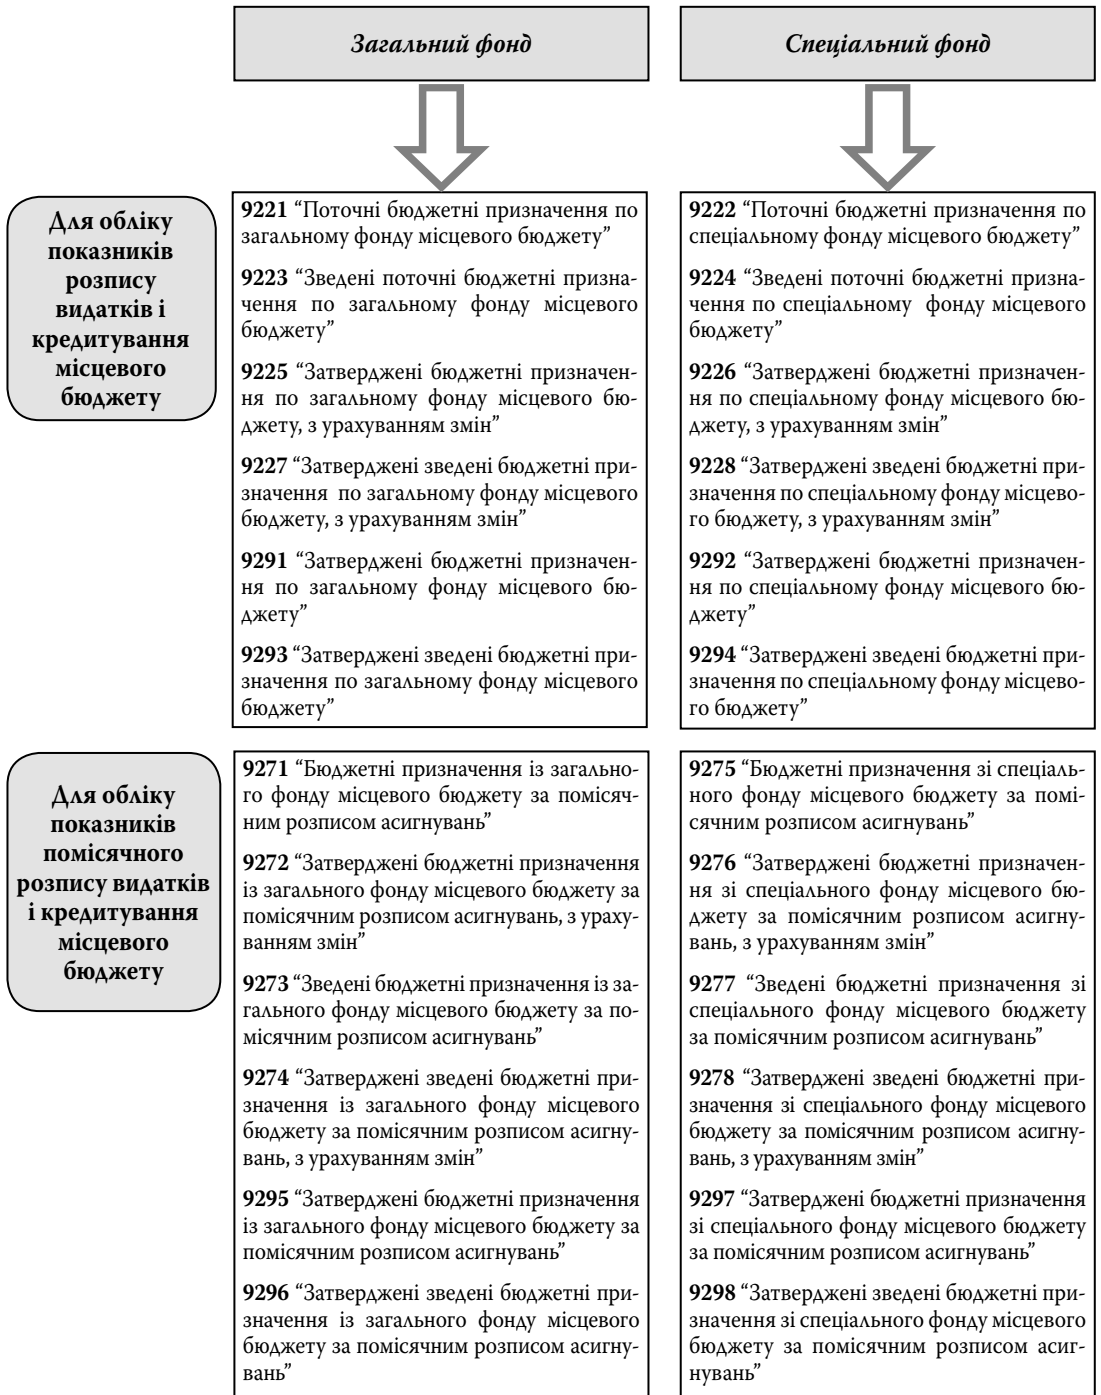 Загальний фонд
Спеціальний фонд
Для обліку
показників
розпису
видатків і
кредитування
місцевого
бюджету
9221 “Поточні бюджетні призначення по
загальному фонду місцевого бюджету”
9223 “Зведені поточні бюджетні призна-
чення по загальному фонду місцевого
бюджету”
9225 “Затверджені бюджетні призначен-
ня по загальному фонду місцевого бю-
джету, з урахуванням змін”
9227 “Затверджені зведені бюджетні при-
значення по загальному фонду місцевого
бюджету, з урахуванням змін”
9291 “Затверджені бюджетні призначен-
ня по загальному фонду місцевого бю-
джету”
9293 “Затверджені зведені бюджетні при-
значення по загальному фонду місцевого
бюджету”
9222 “Поточні бюджетні призначення по
спеціальному фонду місцевого бюджету”
9224 “Зведені поточні бюджетні призна-
чення по спеціальному фонду місцевого
бюджету”
9226 “Затверджені бюджетні призначен-
ня по спеціальному фонду місцевого бю-
джету, з урахуванням змін”
9228 “Затверджені зведені бюджетні при-
значення по спеціальному фонду місцево-
го бюджету, з урахуванням змін”
9292 “Затверджені бюджетні призначен-
ня по спеціальному фонду місцевого бю-
джету”
9294 “Затверджені зведені бюджетні при-
значення по спеціальному фонду місцево-
го бюджету”
Для обліку
показників
помісячного
розпису видатків
і кредитування
місцевого
бюджету
9271 “Бюджетні призначення із загально-
го фонду місцевого бюджету за помісяч-
ним розписом асигнувань”
9272 “Затверджені бюджетні призначення
із загального фонду місцевого бюджету за
помісячним розписом асигнувань, з ураху-
ванням змін”
9273 “Зведені бюджетні призначення із за-
гального фонду місцевого бюджету за по-
місячним розписом асигнувань”
9274 “Затверджені зведені бюджетні при-
значення із загального фонду місцевого
бюджету за помісячним розписом асигну-
вань, з урахуванням змін”
9295 “Затверджені бюджетні призначення
із загального фонду місцевого бюджету за
помісячним розписом асигнувань”
9296 “Затверджені зведені бюджетні при-
значення із загального фонду місцевого
бюджету за помісячним розписом асигну-
вань”
9275 “Бюджетні призначення зі спеціаль-
ного фонду місцевого бюджету за помі-
сячним розписом асигнувань”
9276 “Затверджені бюджетні призначен-
ня зі спеціального фонду місцевого бю-
джету за помісячним розписом асигну-
вань, з урахуванням змін”
9277 “Зведені бюджетні призначення зі
спеціального фонду місцевого бюджету
за помісячним розписом асигнувань”
9278 “Затверджені зведені бюджетні при-
значення зі спеціального фонду місцевого
бюджету за помісячним розписом асигну-
вань, з урахуванням змін”
9297 “Затверджені бюджетні призначення
зі спеціального фонду місцевого бюджету
за помісячним розписом асигнувань”
9298 “Затверджені зведені бюджетні при-
значення зі спеціального фонду місцевого
бюджету за помісячним розписом асиг-
нувань”